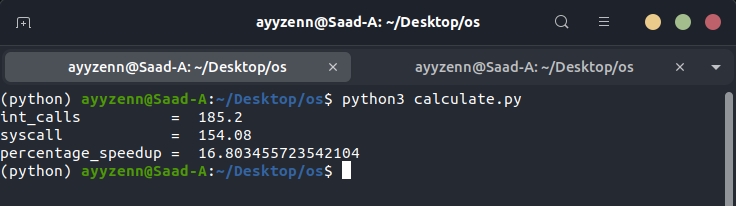 ayyzenn@Saad-A: ~/Desktop/os
ayyzenn@Saad-A: ~/Desktop/os × ayyzenn@Saad-A: ~/Desktop/os ×
(python) ayyzenn@Saad-A:~/Desktop/os$ python3 calculate.py
int_calls          =  185.2
syscall            =  154.08
percentage_speedup =  16.803455723542104
(python) ayyzenn@Saad-A:~/Desktop/os$